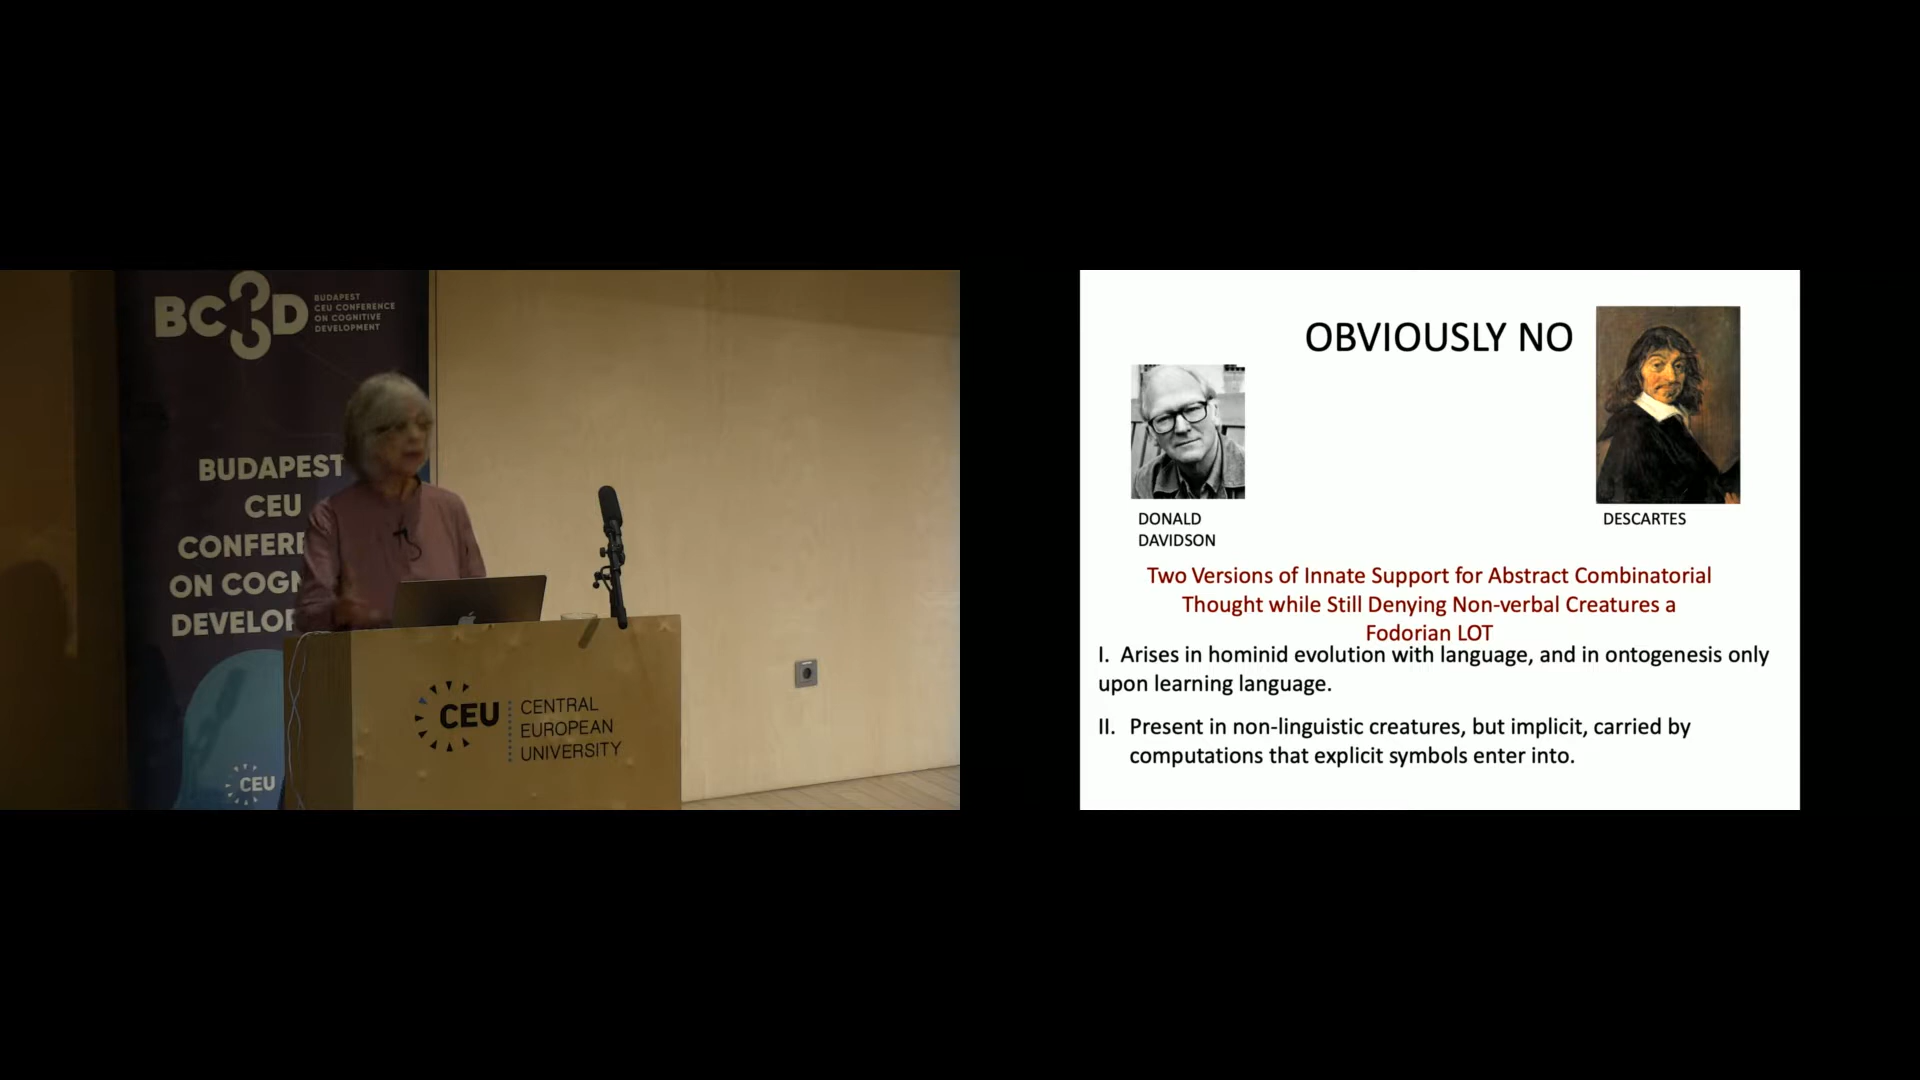 BC3D
BUDAPEST
CEU CONFERENCE
ON COGNITIVE
DEVELOPMENT
BUDAPEST
CEU
CONFERE
ON COGN
DEVELOP
CEU
CEU
CENTRAL
EUROPEAN
UNIVERSITY
OBVIOUSLY NO
DONALD
DAVIDSON
DESCARTES
Two Versions of Innate Support for Abstract Combinatorial
Thought while Still Denying Non-verbal Creatures a
Fodorian LOT
I. Arises in hominid evolution with language, and in ontogenesis only
upon learning language.
II. Present in non-linguistic creatures, but implicit, carried by
computations that explicit symbols enter into.